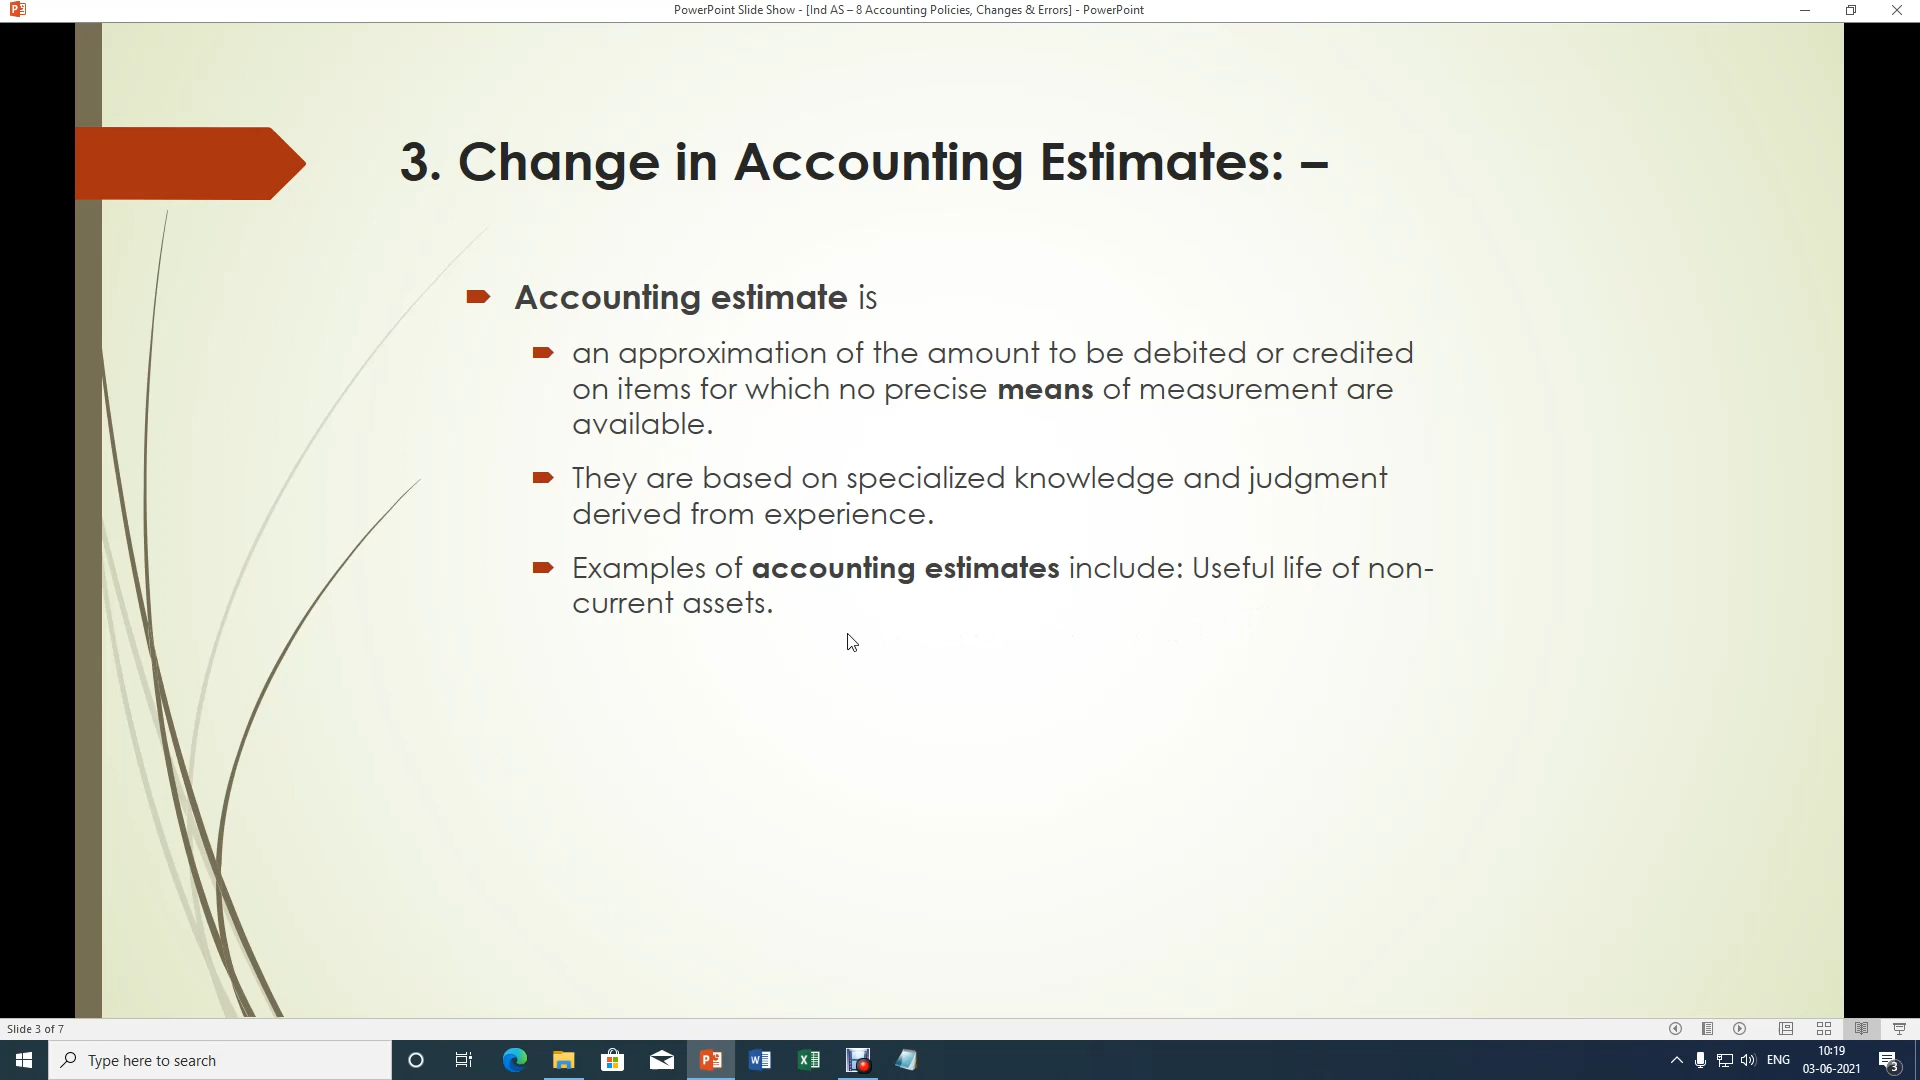 PowerPoint Slide Show - [Ind AS – 8 Accounting Policies, Changes & Errors] - PowerPoint
3. Change in Accounting Estimates: –
Accounting estimate is
an approximation of the amount to be debited or credited
on items for which no precise means of measurement are
available.
They are based on specialized knowledge and judgment
derived from experience.
Examples of accounting estimates include: Useful life of non-
current assets.
Slide 3 of 7
Type here to search
ENG
10:19
03-06-2021
3